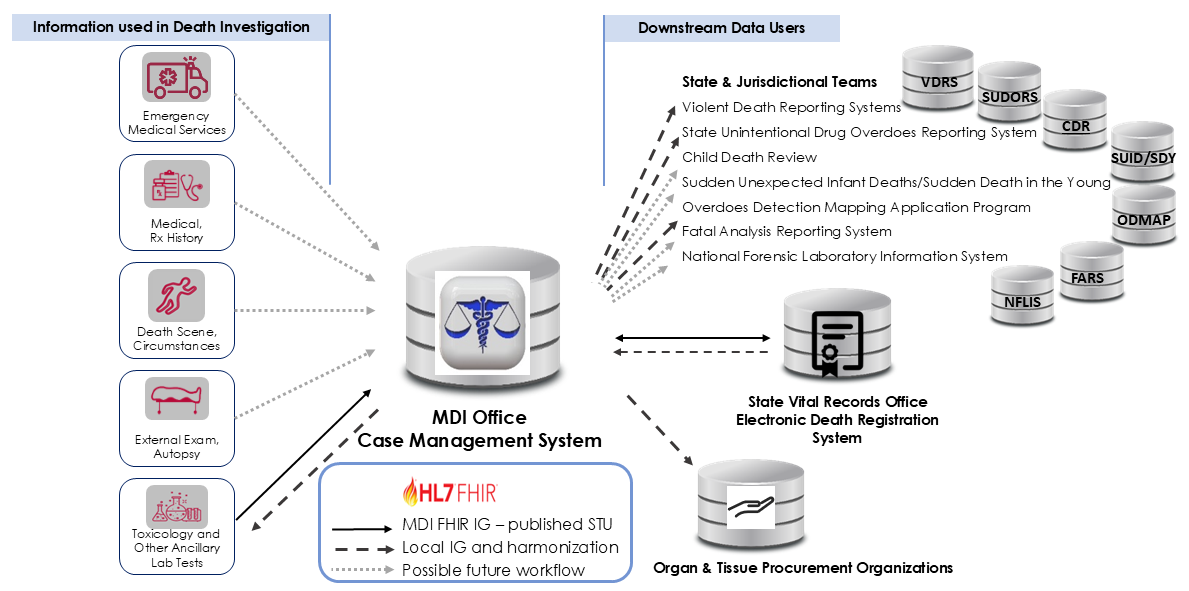 Information used in Death Investigation
Emergency
Medical Services
Medical,
Rx History
Death Scene,
Circumstances
External Exam,
Autopsy
Toxicology and
Other Ancillary
Lab Tests
MDI Office
Case Management System
HL7 FHIR
MDI FHIR IG – published STU
Local IG and harmonization
Possible future workflow
Downstream Data Users
State & Jurisdictional Teams
Violent Death Reporting Systems
State Unintentional Drug Overdoes Reporting System
Child Death Review
Sudden Unexpected Infant Deaths/Sudden Death in the Young
Overdoes Detection Mapping Application Program
Fatal Analysis Reporting System
National Forensic Laboratory Information System
VDRS
SUDORS
CDR
SUID/SDY
ODMAP
FARS
NFLIS
State Vital Records Office
Electronic Death Registration
System
Organ & Tissue Procurement Organizations